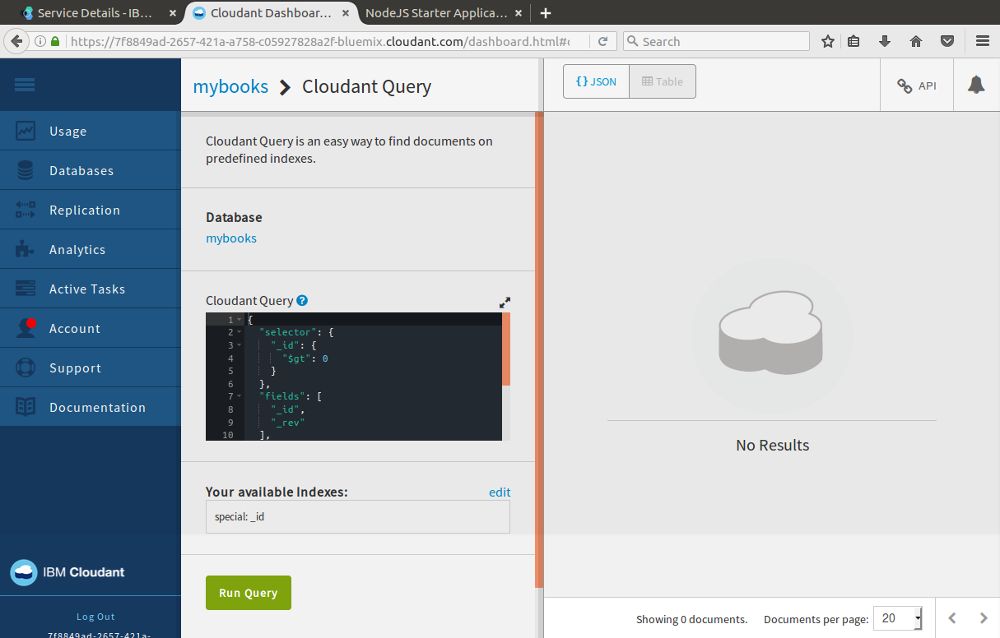 Service Details - IB…
Cloudant Dashboar…
NodeJS Starter Applica…
https://7f8849ad-2657-421a-a758-c05927828a2f-bluemix.cloudant.com/dashboard.html#
Search
mybooks
Cloudant Query
{} JSON
Table
API
Usage
Databases
Replication
Analytics
Active Tasks
Account
Support
Documentation
Cloudant Query is an easy way to find documents on
predefined indexes.
Database
mybooks
Cloudant Query ?
1 {
2 "selector": {
3 "_id": {
4 "$gt": 0
5 }
6 },
7 "fields": [
8 "_id",
9 "_rev"
10 ],
Your available Indexes:
edit
special: _id
Run Query
No Results
IBM Cloudant
Log Out
7f8849ad-2657-421a-
Showing 0 documents.
Documents per page:
20